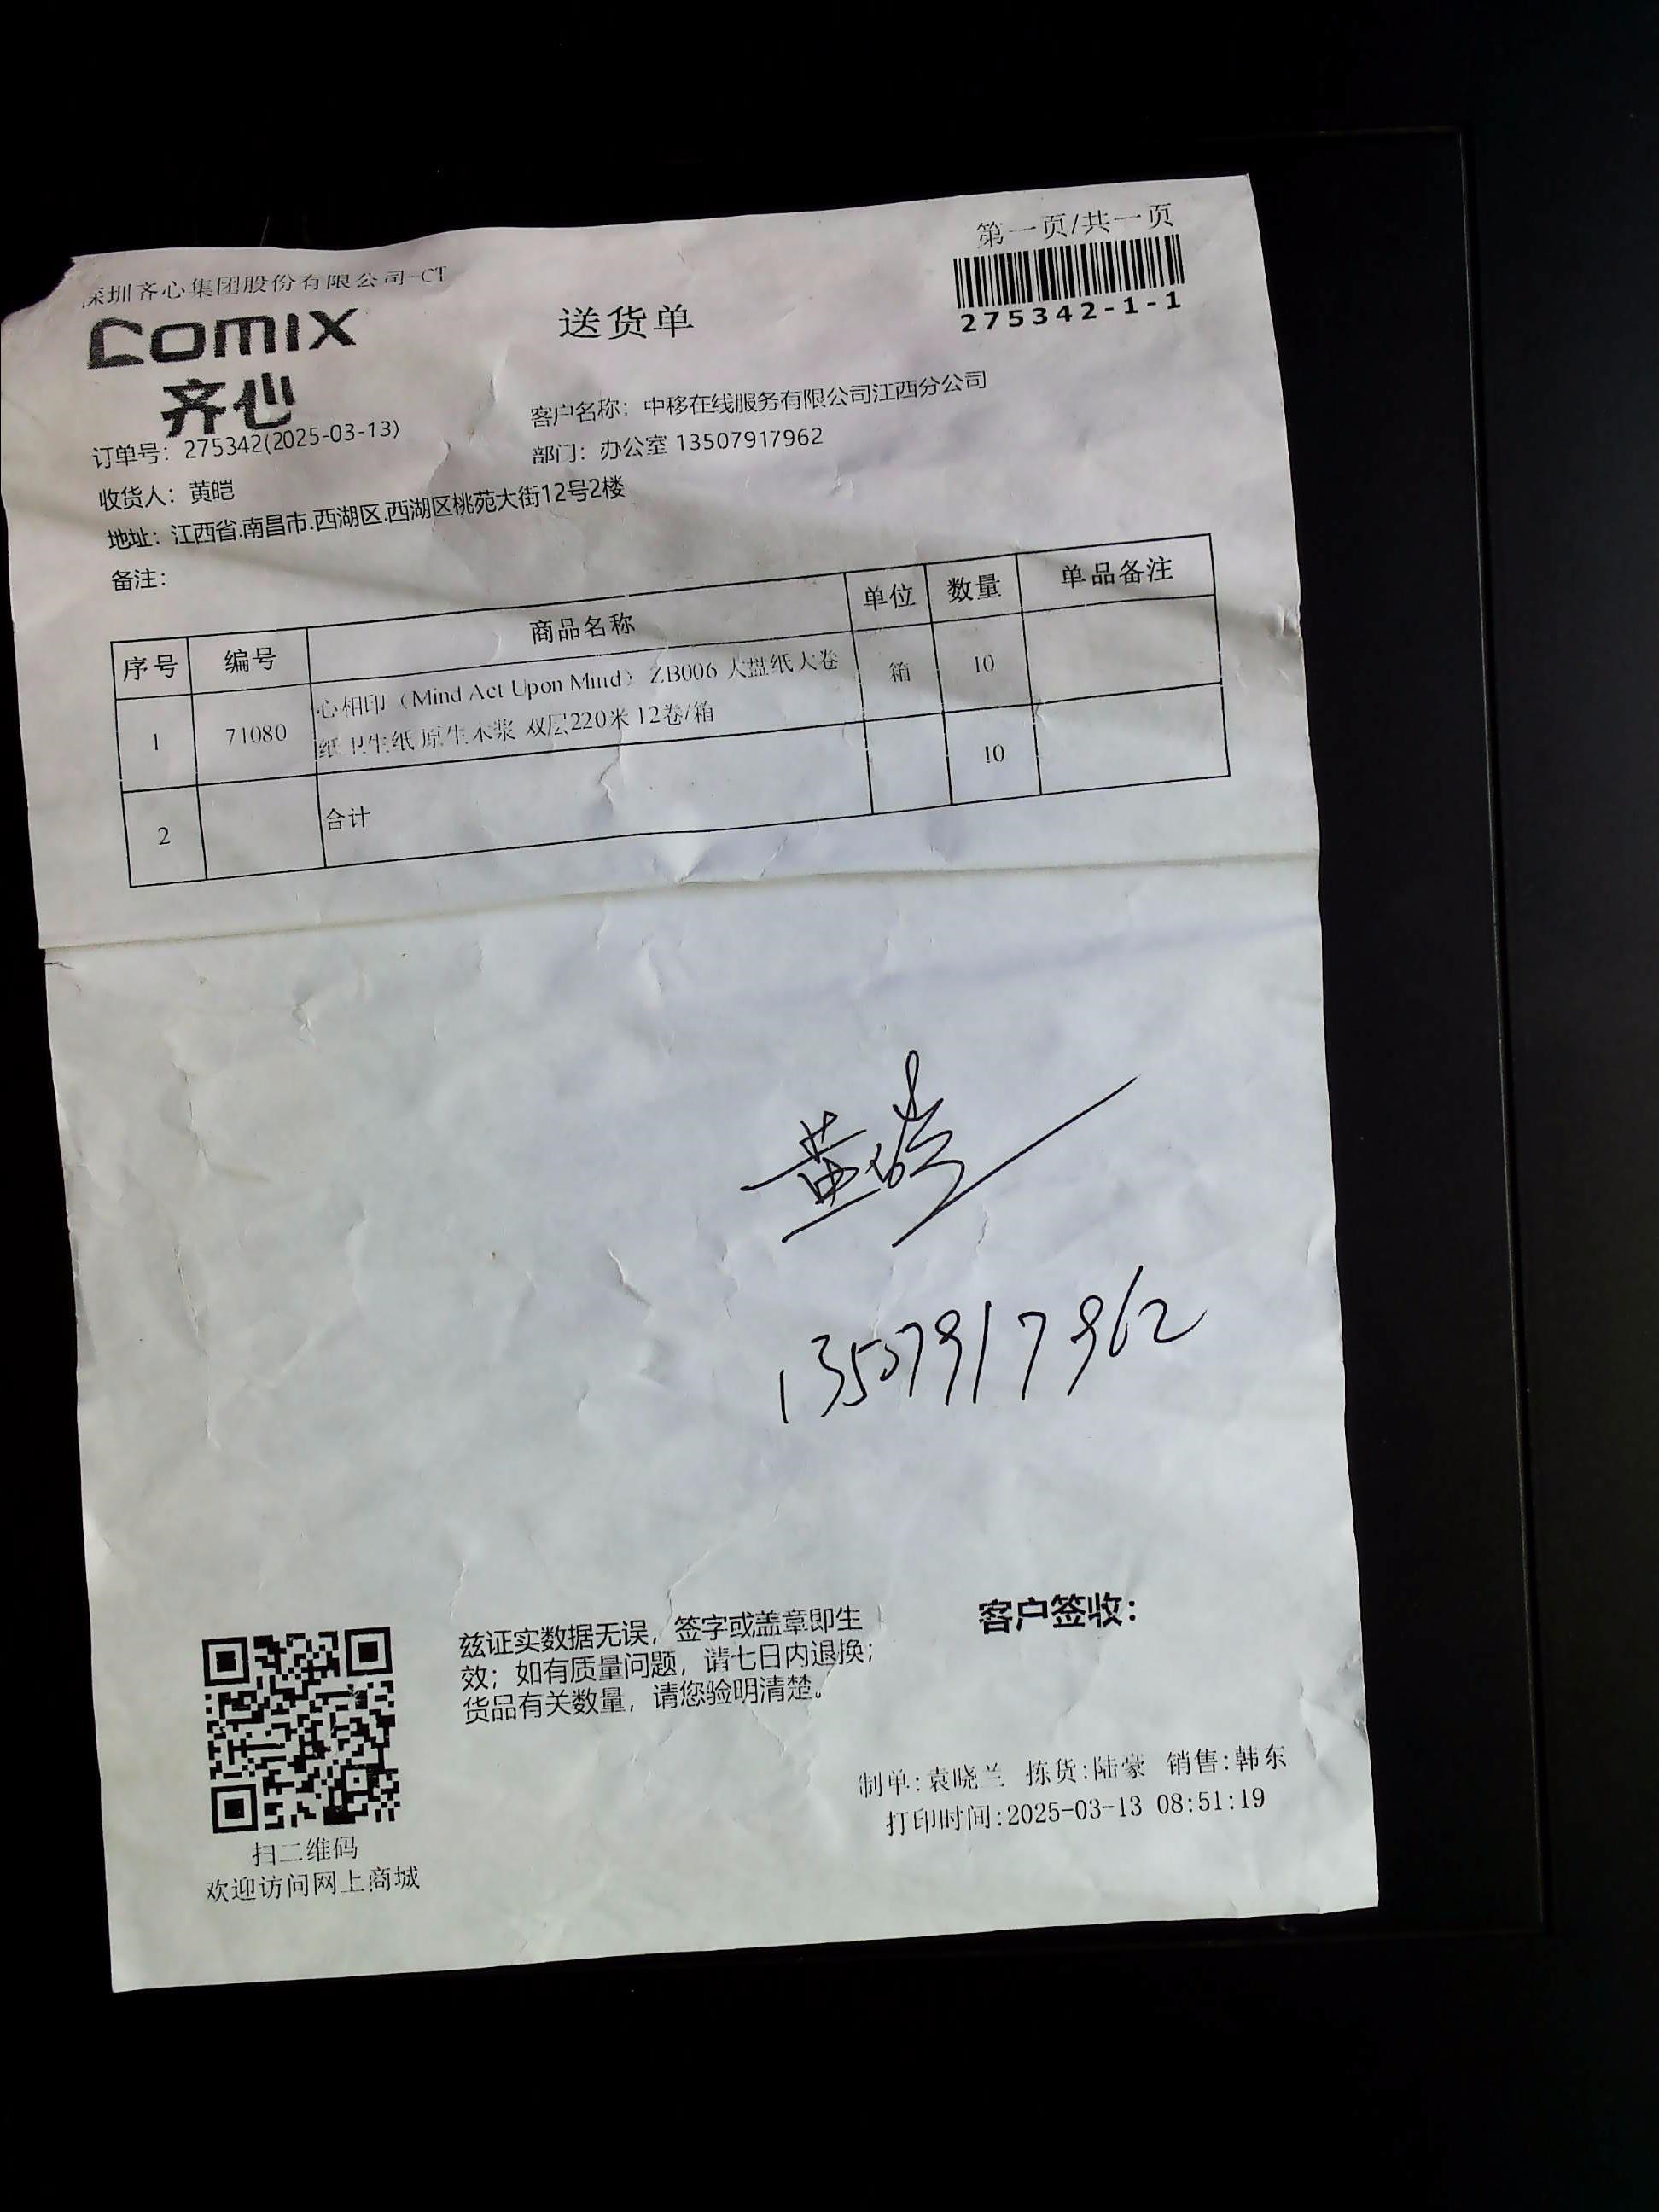 第一页/共一页
深圳齐心集团股份有限公司-CT
comix
齐心
送货单
275342-1-1
客户名称：中移在线服务有限公司江西分公司
订单号：275342(2025-03-13)
部门：办公室 13507917962
收货人：黄皑
地址：江西省.南昌市.西湖区.西湖区桃苑大街12号2楼
备注：
序号 编号 商品名称 单位 数量 单品备注
1 71080 心相印（Mind Act Upon Mind）ZB006 大盘纸大卷 箱 10
纸 卫生纸 原生木浆 双层220米 12卷/箱
2 合计 10
黄皑
13507917962
客户签收：
兹证实数据无误，签字或盖章即生
效；如有质量问题，请七日内退换；
货品有关数量，请您验明清楚。
制单:袁晓兰 拣货:陆豪 销售:韩东
打印时间:2025-03-13 08:51:19
扫二维码
欢迎访问网上商城